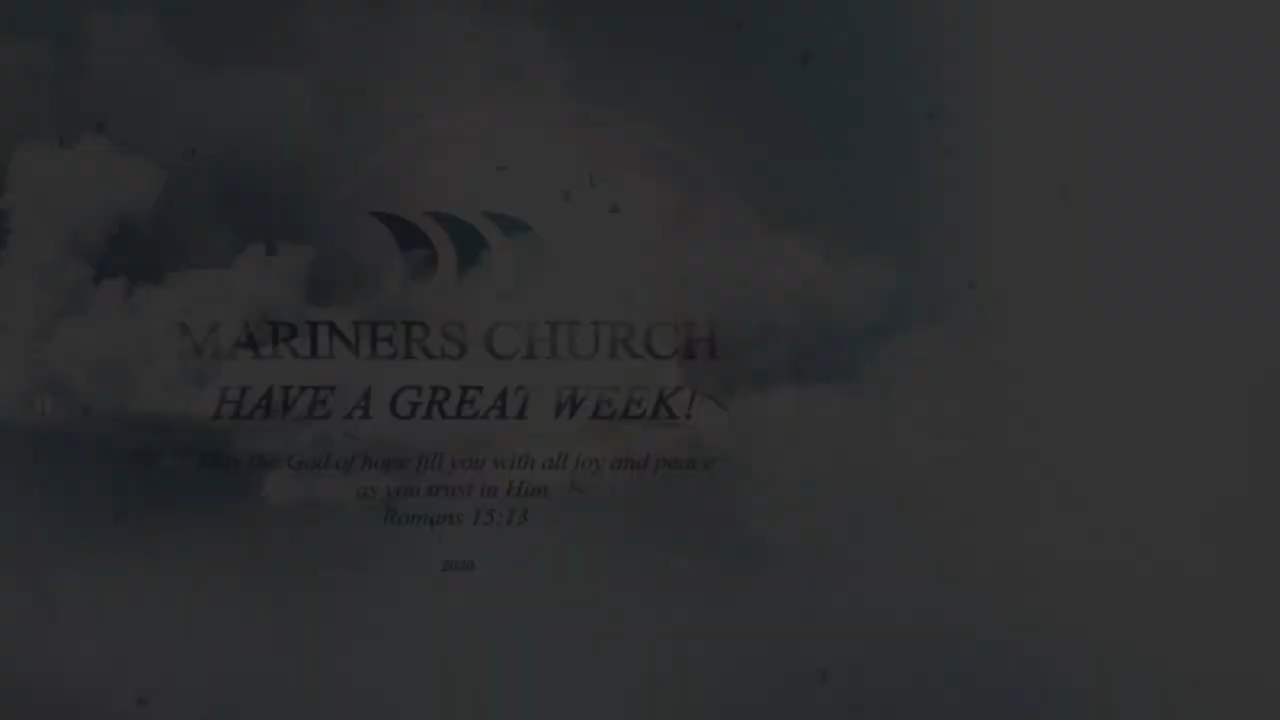 MARINERS CHURCH
HAVE A GREAT WEEK!
May the God of hope fill you with all joy and peace
as you trust in Him
Romans 15:13